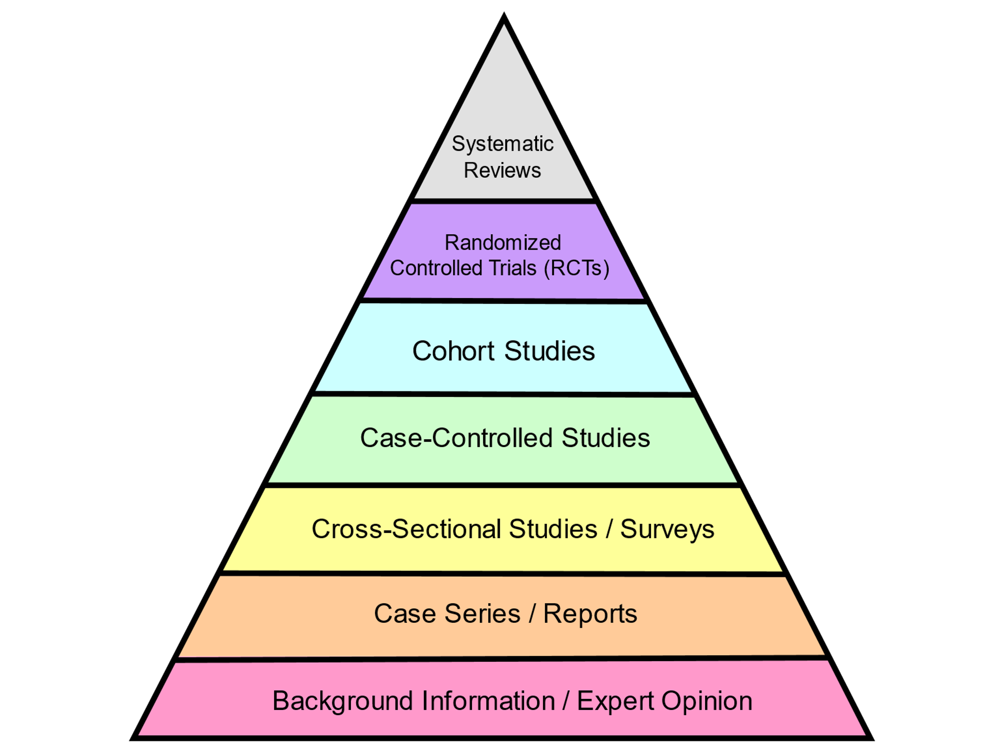 Systematic
Reviews
Randomized
Controlled Trials (RCTs)
Cohort Studies
Case-Controlled Studies
Cross-Sectional Studies / Surveys
Case Series / Reports
Background Information / Expert Opinion